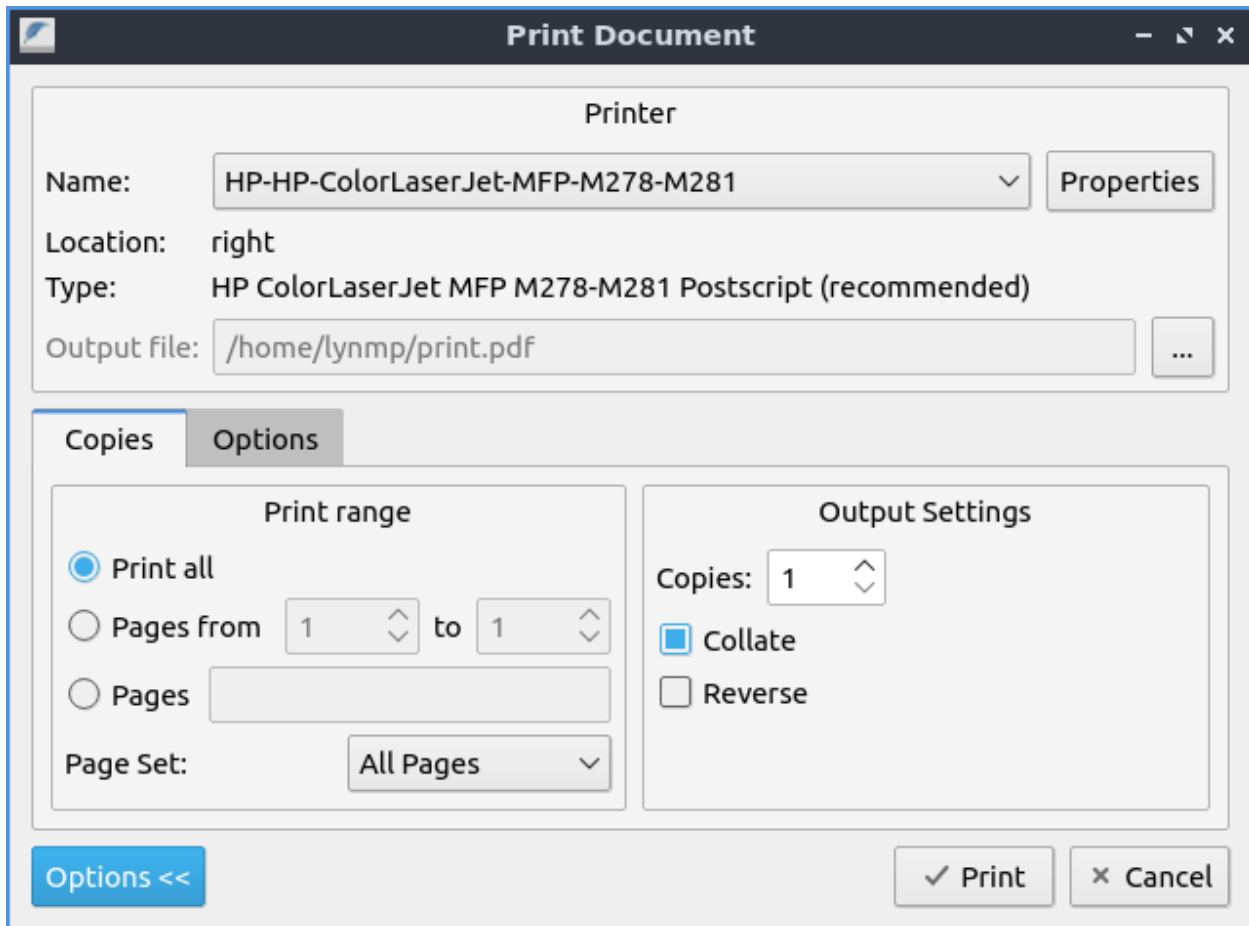 Print Document
Printer
Name: HP-HP-ColorLaserJet-MFP-M278-M281 Properties
Location: right
Type: HP ColorLaserJet MFP M278-M281 Postscript (recommended)
Output file: /home/lynmp/print.pdf ...
Copies Options
Print range
Print all
Pages from 1 to 1
Pages
Page Set: All Pages
Output Settings
Copies: 1
Collate
Reverse
Options << Print Cancel